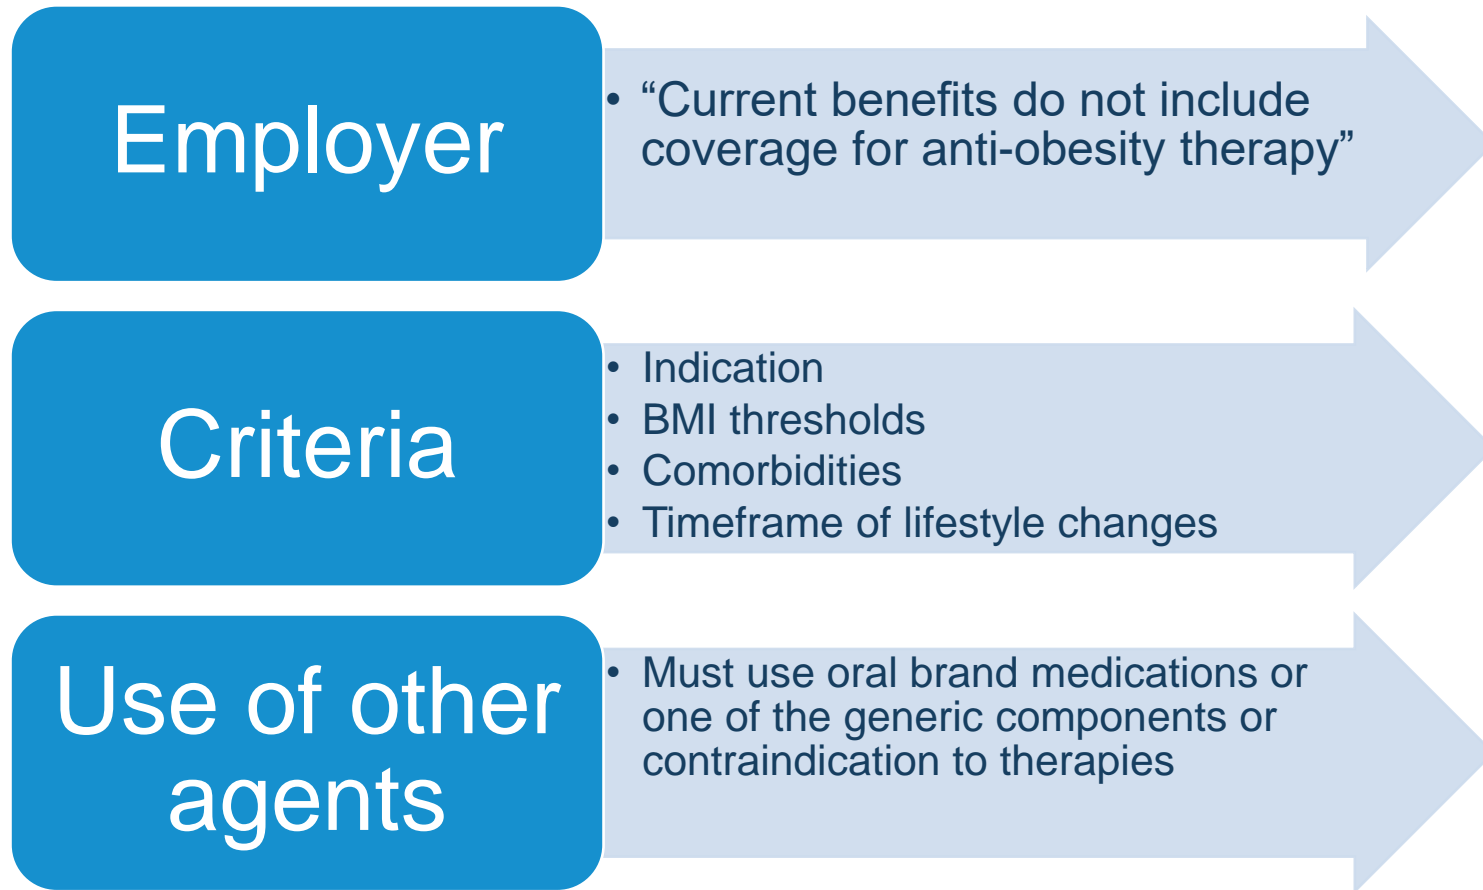 Employer
• “Current benefits do not include
coverage for anti-obesity therapy”
Criteria
• Indication
• BMI thresholds
• Comorbidities
• Timeframe of lifestyle changes
Use of other
agents
• Must use oral brand medications or
one of the generic components or
contraindication to therapies